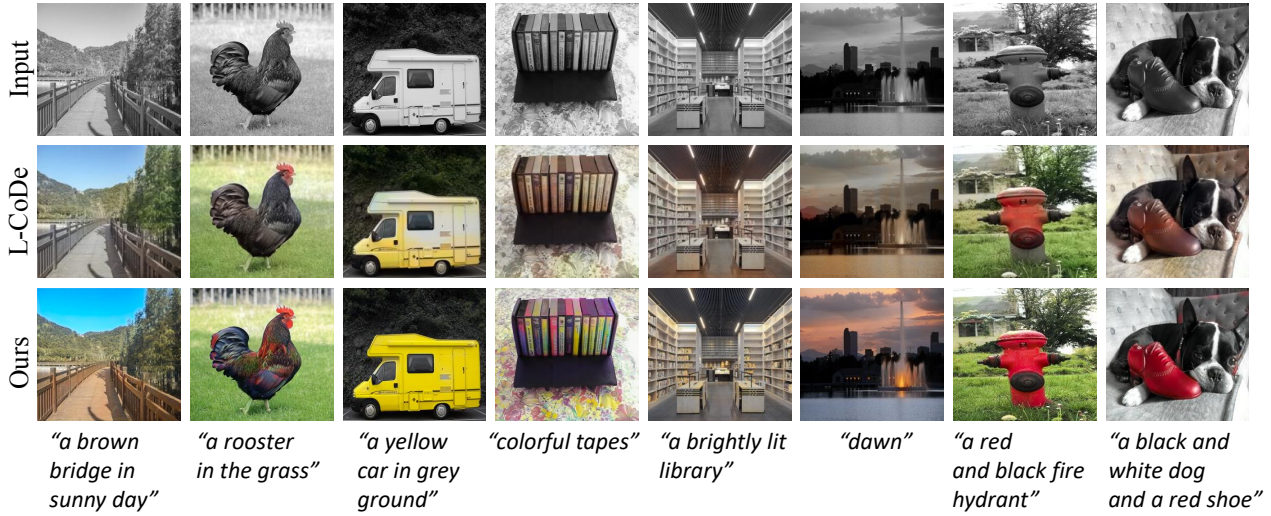 Input
L-CoDe
Ours
“a brown
bridge in
sunny day”
“a rooster
in the grass”
“a yellow
car in grey
ground”
“colorful tapes”
“a brightly lit
library”
“dawn”
“a red
and black fire
hydrant”
“a black and
white dog
and a red shoe”